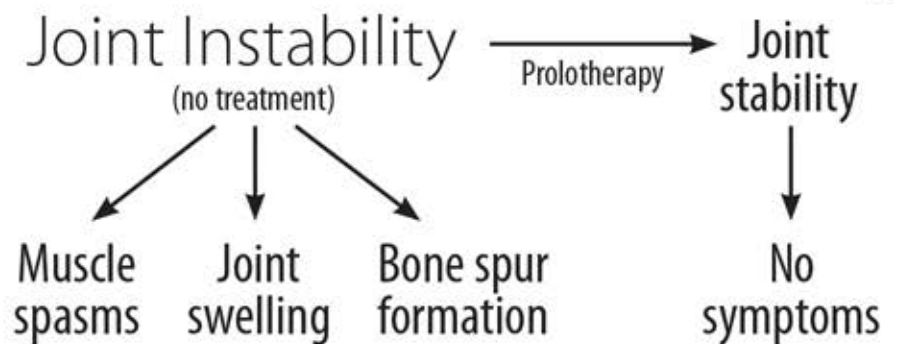 Joint Instability
(no treatment)
Prolotherapy
Joint
stability
Muscle
spasms
Joint
swelling
Bone spur
formation
No
symptoms